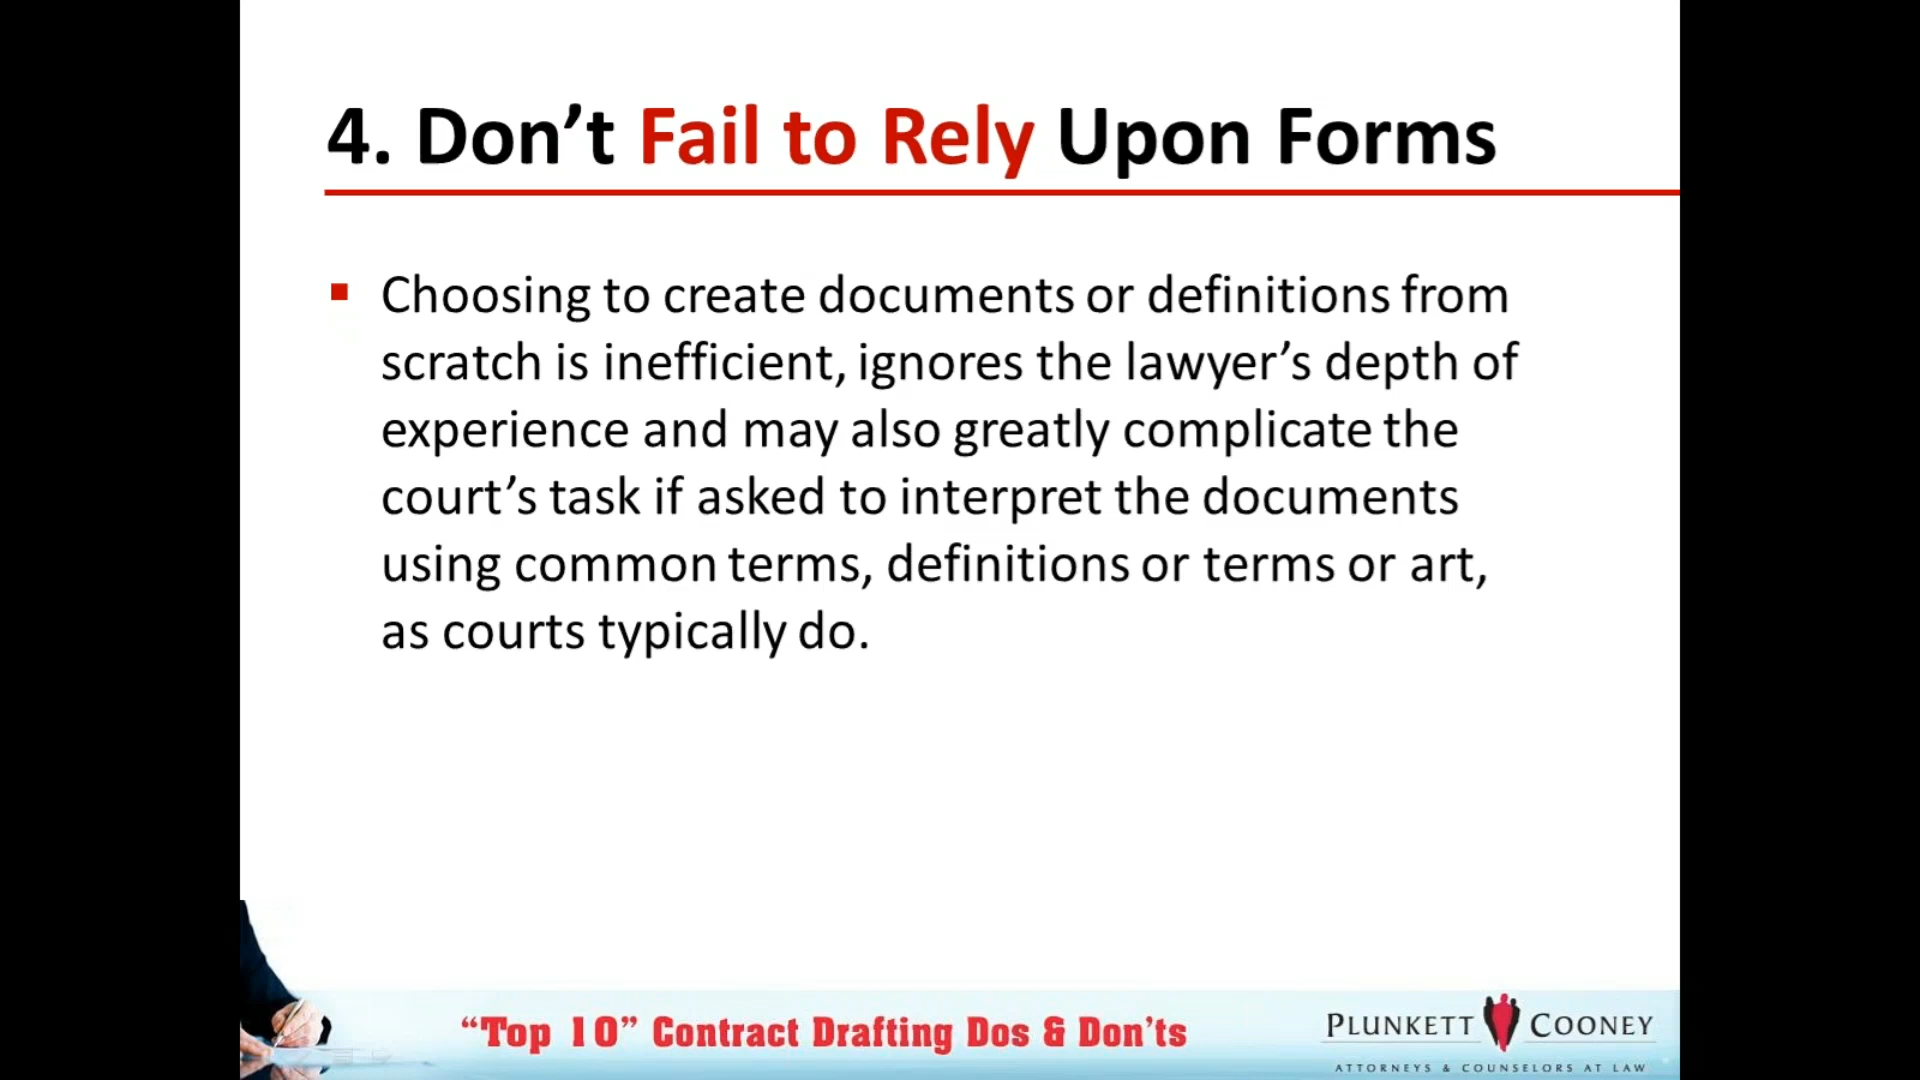 4. Don’t Fail to Rely Upon Forms
Choosing to create documents or definitions from
scratch is inefficient, ignores the lawyer’s depth of
experience and may also greatly complicate the
court’s task if asked to interpret the documents
using common terms, definitions or terms or art,
as courts typically do.
“Top 10” Contract Drafting Dos & Don’ts
PLUNKETT COONEY
ATTORNEYS & COUNSELORS AT LAW